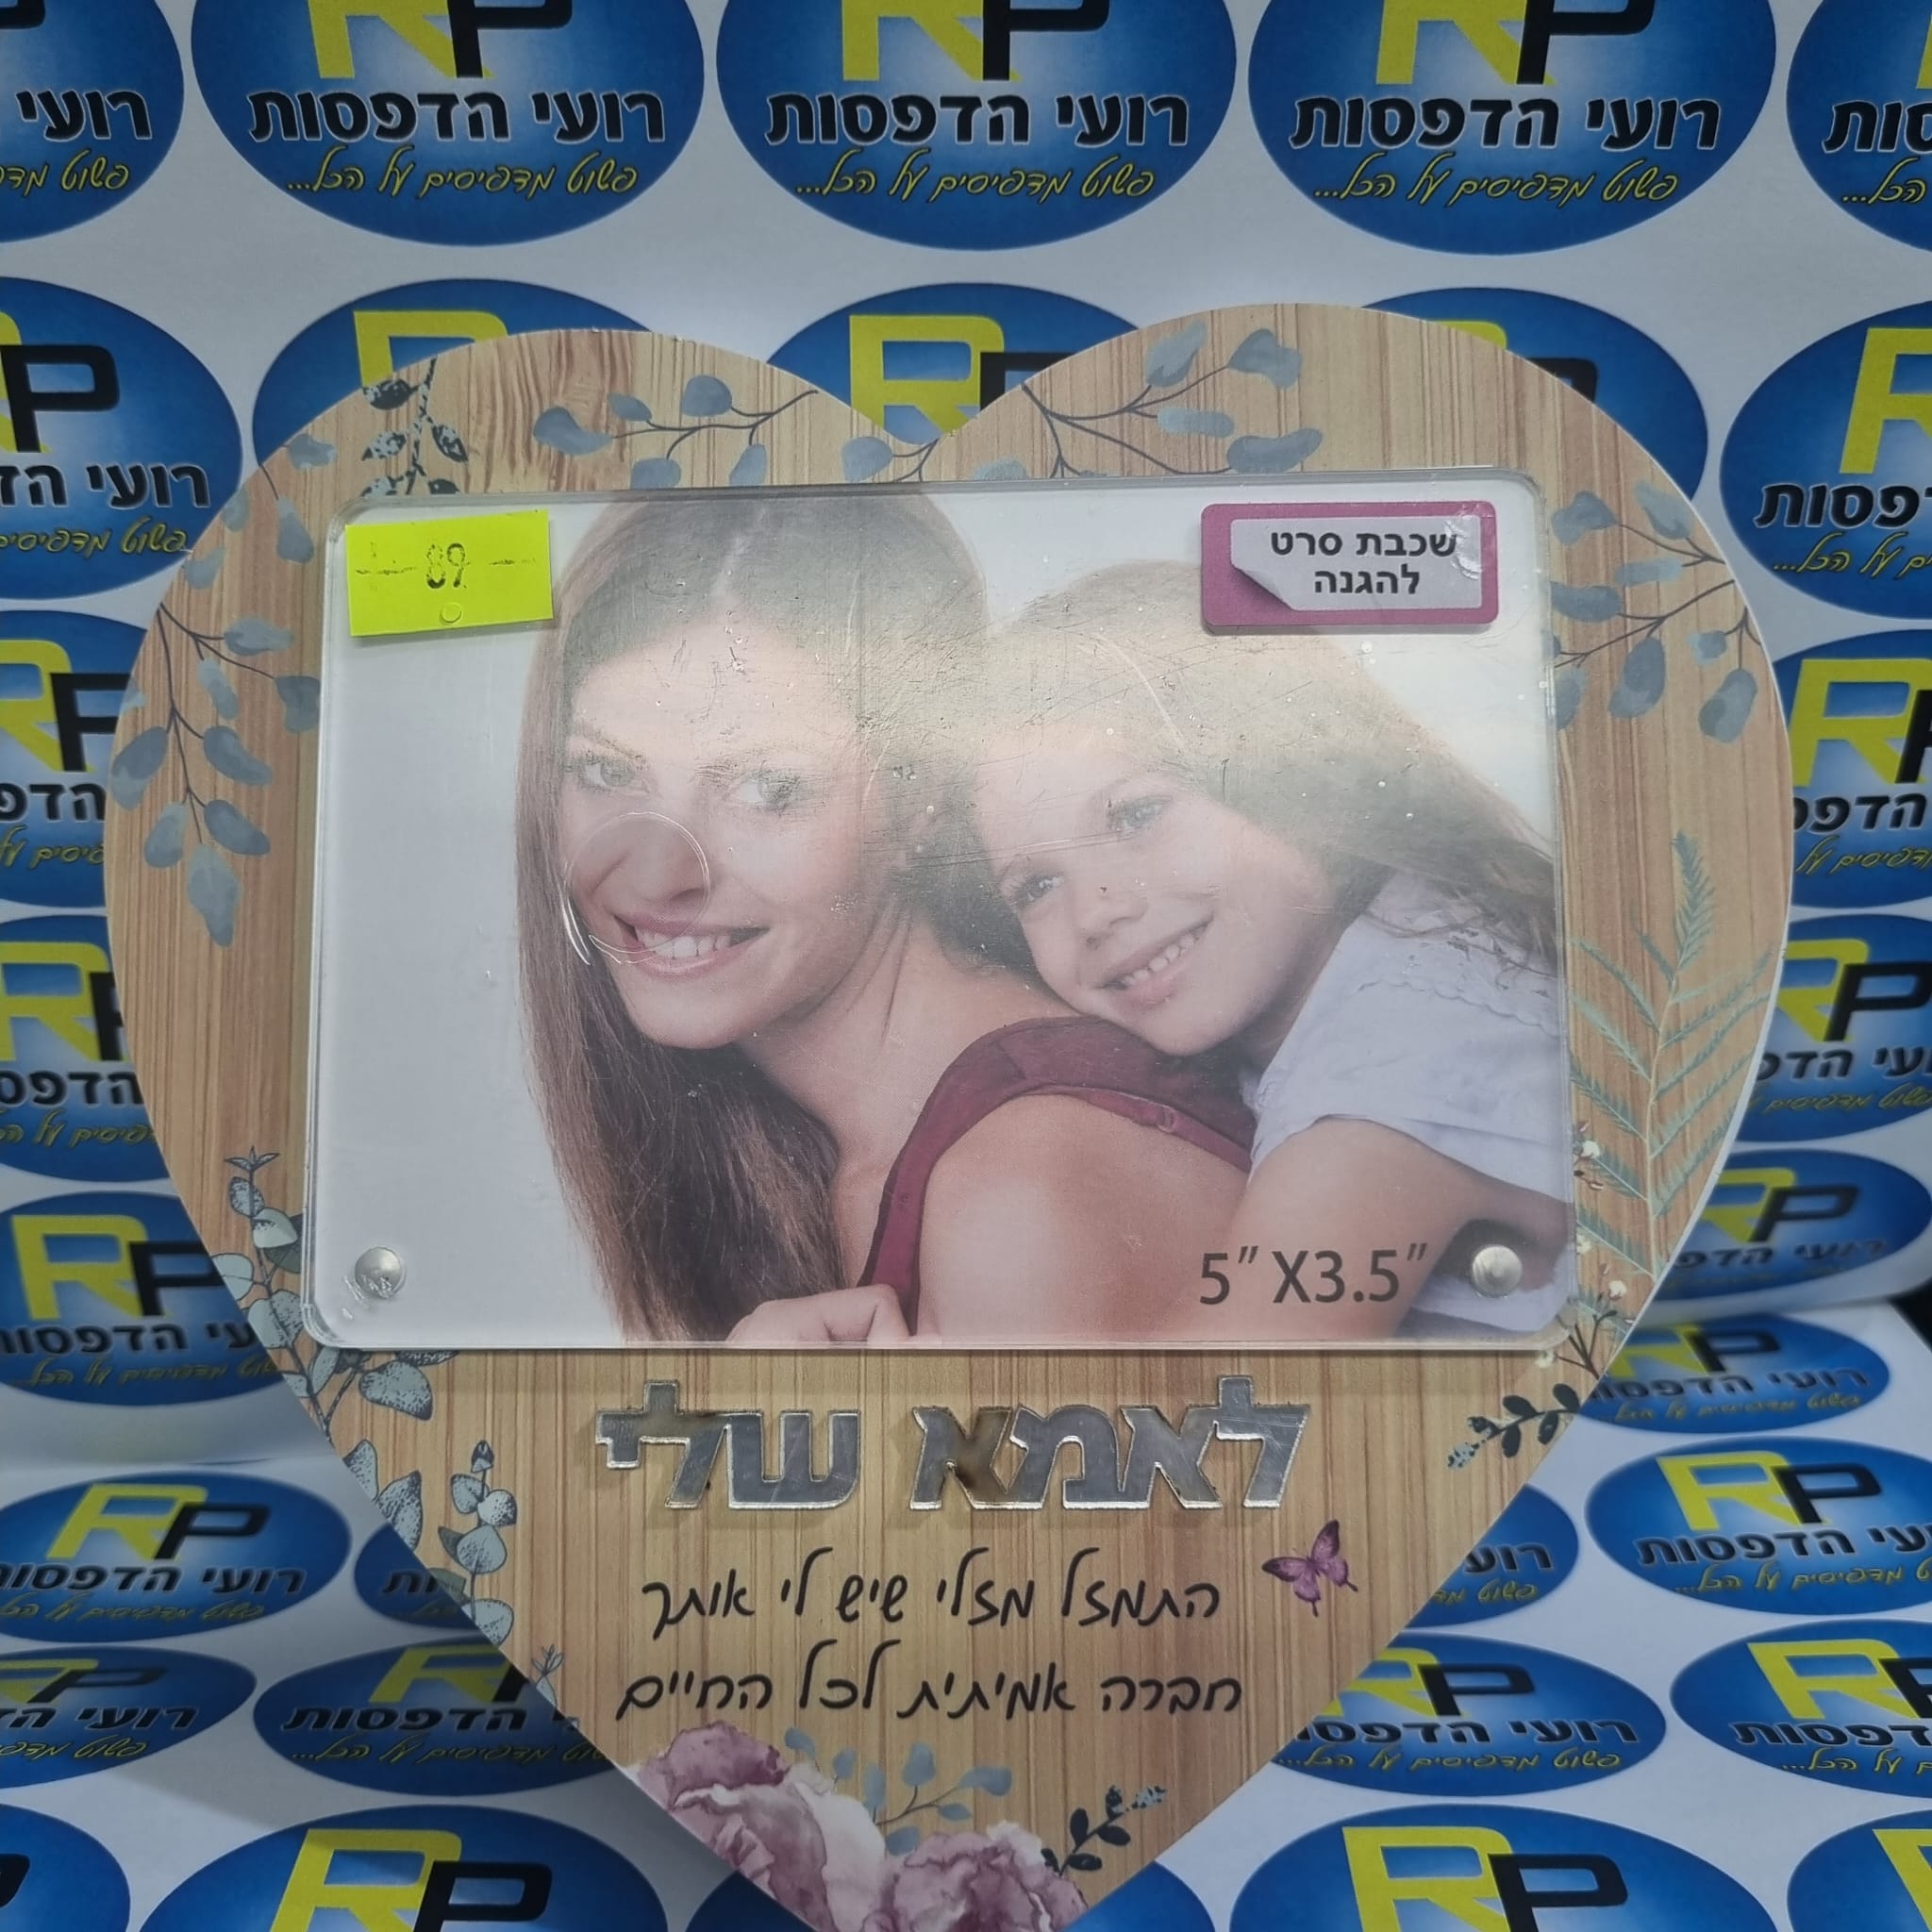 RP
רועי הדפסות
פשוט מדפיסים על הכל...
89
שכבת סרט
להגנה
5" X3.5"
לאמא שלי
התמזל מזלי שיש לי אותך
חברה אמיתית לכל החיים